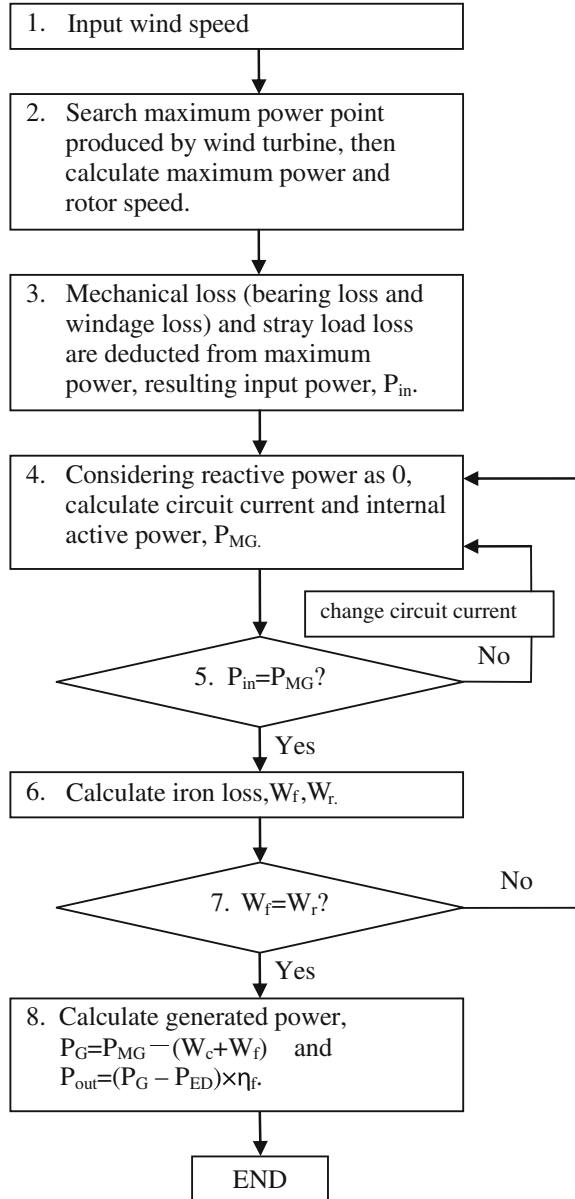 1. Input wind speed
2. Search maximum power point
produced by wind turbine, then
calculate maximum power and
rotor speed.
3. Mechanical loss (bearing loss and
windage loss) and stray load loss
are deducted from maximum
power, resulting input power, Pin.
4. Considering reactive power as 0,
calculate circuit current and internal
active power, PMG.
change circuit current
5. Pin=PMG?
No
Yes
6. Calculate iron loss,Wf,Wr.
7. Wf=Wr?
No
Yes
8. Calculate generated power,
PG=PMG—(Wc+Wf) and
Pout=(PG – PED)×ηf.
END